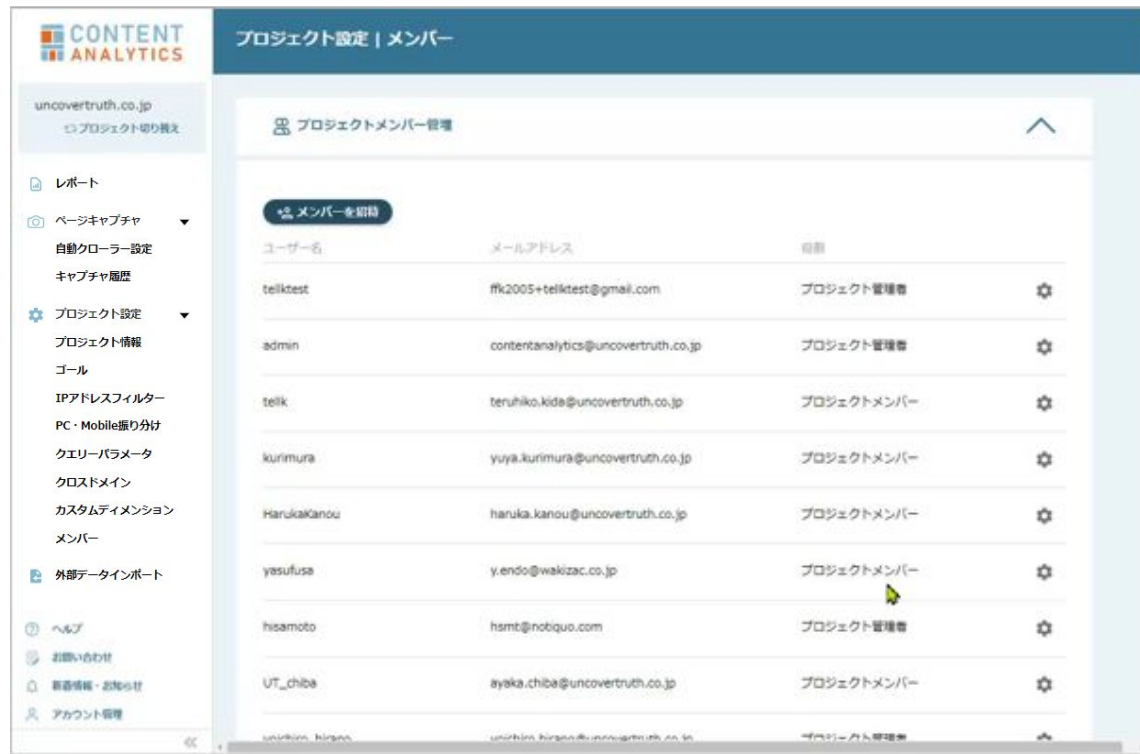 CONTENT
ANALYTICS
プロジェクト設定 | メンバー
uncovertruth.co.jp
プロジェクト切り替え
レポート
ページキャプチャ
自動クローラー設定
キャプチャ履歴
プロジェクト設定
プロジェクト情報
ゴール
IPアドレスフィルター
PC・Mobile振り分け
クエリーパラメータ
クロスドメイン
カスタムディメンション
メンバー
外部データインポート
ヘルプ
お問い合わせ
新着情報・お知らせ
アカウント管理
プロジェクトメンバー管理
メンバーを招待
ユーザー名 メールアドレス 役割
teliktest ffk2005+teliktest@gmail.com プロジェクト管理者
admin contentanalytics@uncovertruth.co.jp プロジェクト管理者
telik teruhiko.kida@uncovertruth.co.jp プロジェクトメンバー
kurimura yuya.kurimura@uncovertruth.co.jp プロジェクトメンバー
HarukaKanou haruka.kanou@uncovertruth.co.jp プロジェクトメンバー
yasufusa y.endo@wakizac.co.jp プロジェクトメンバー
hisamoto hsmt@notiquo.com プロジェクト管理者
UT_chiba ayaka.chiba@uncovertruth.co.jp プロジェクトメンバー